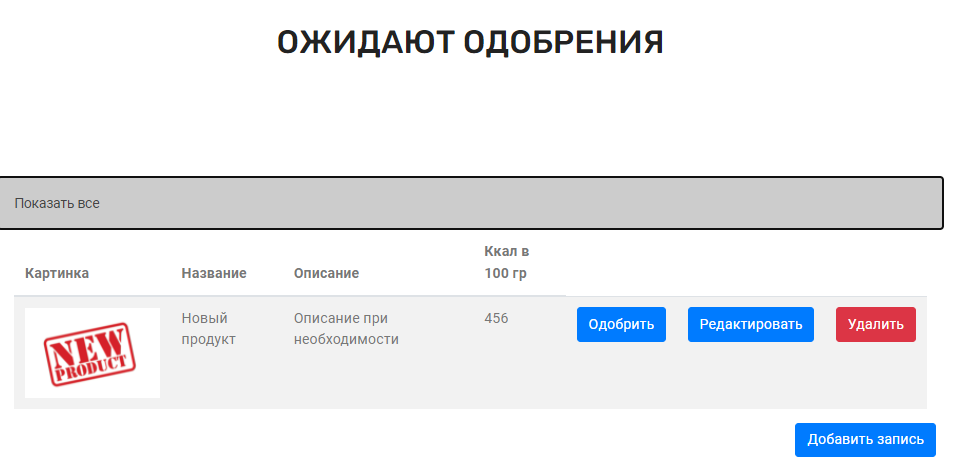 ОЖИДАЮТ ОДОБРЕНИЯ
Показать все
Картинка Название Описание Ккал в
100 гр
NEW
PRODUCT
Новый
продукт
Описание при
необходимости
456
Одобрить Редактировать Удалить
Добавить запись